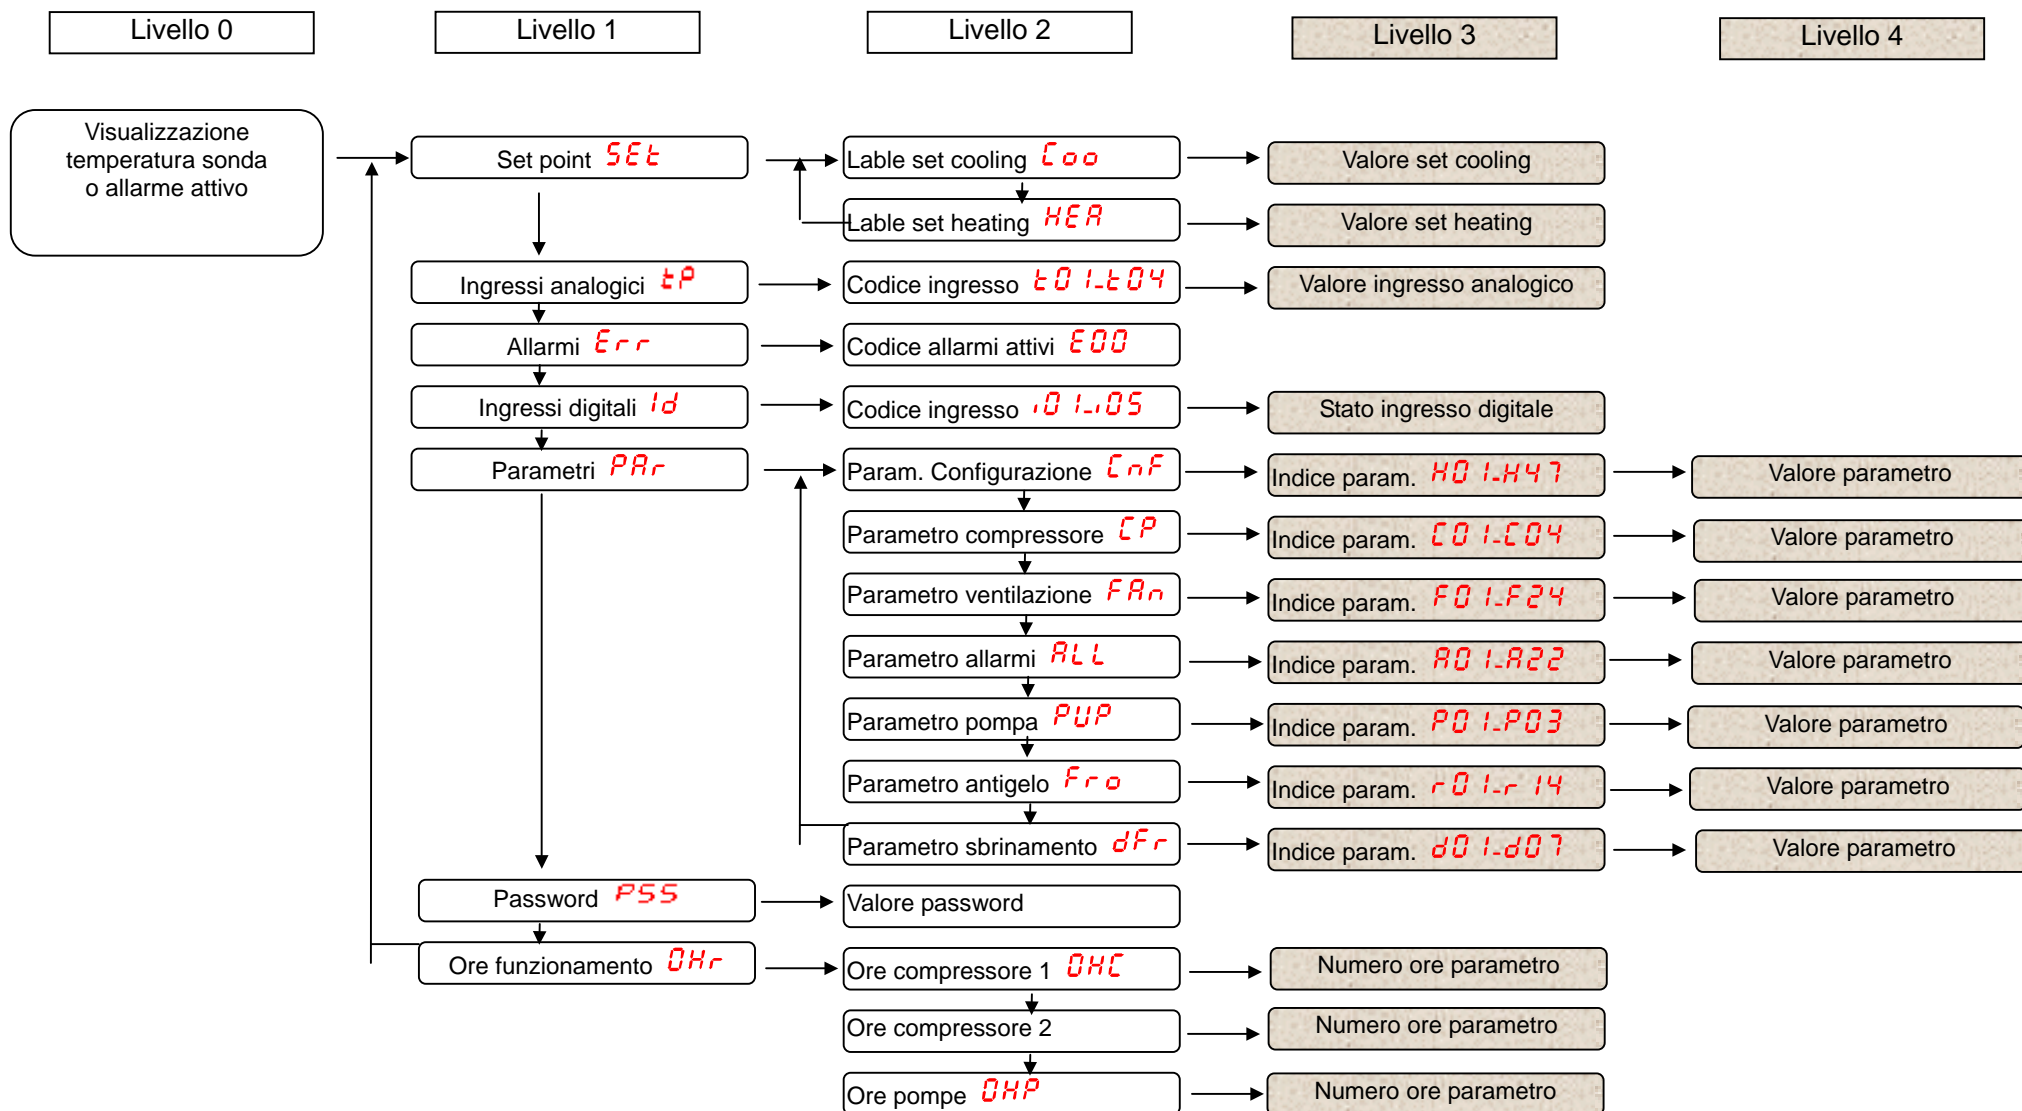 Livello 0
Livello 1
Livello 2
Livello 3
Livello 4
Visualizzazione
temperatura sonda
o allarme attivo
Set point SEt
Lable set cooling Coo
Valore set cooling
Lable set heating HEA
Valore set heating
Ingressi analogici tP
Codice ingresso t01-t04
Valore ingresso analogico
Allarmi Err
Codice allarmi attivi E00
Ingressi digitali Id
Codice ingresso i01-i05
Stato ingresso digitale
Parametri PAr
Param. Configurazione CnF
Indice param. H01-H47
Valore parametro
Parametro compressore CP
Indice param. C01-C04
Valore parametro
Parametro ventilazione FAn
Indice param. F01-F24
Valore parametro
Parametro allarmi ALL
Indice param. A01-A22
Valore parametro
Parametro pompa PUP
Indice param. P01-P03
Valore parametro
Parametro antigelo Fro
Indice param. r01-r14
Valore parametro
Parametro sbrinamento dFr
Indice param. d01-d07
Valore parametro
Password PSS
Valore password
Ore funzionamento OHr
Ore compressore 1 OHC
Numero ore parametro
Ore compressore 2
Numero ore parametro
Ore pompe OHP
Numero ore parametro